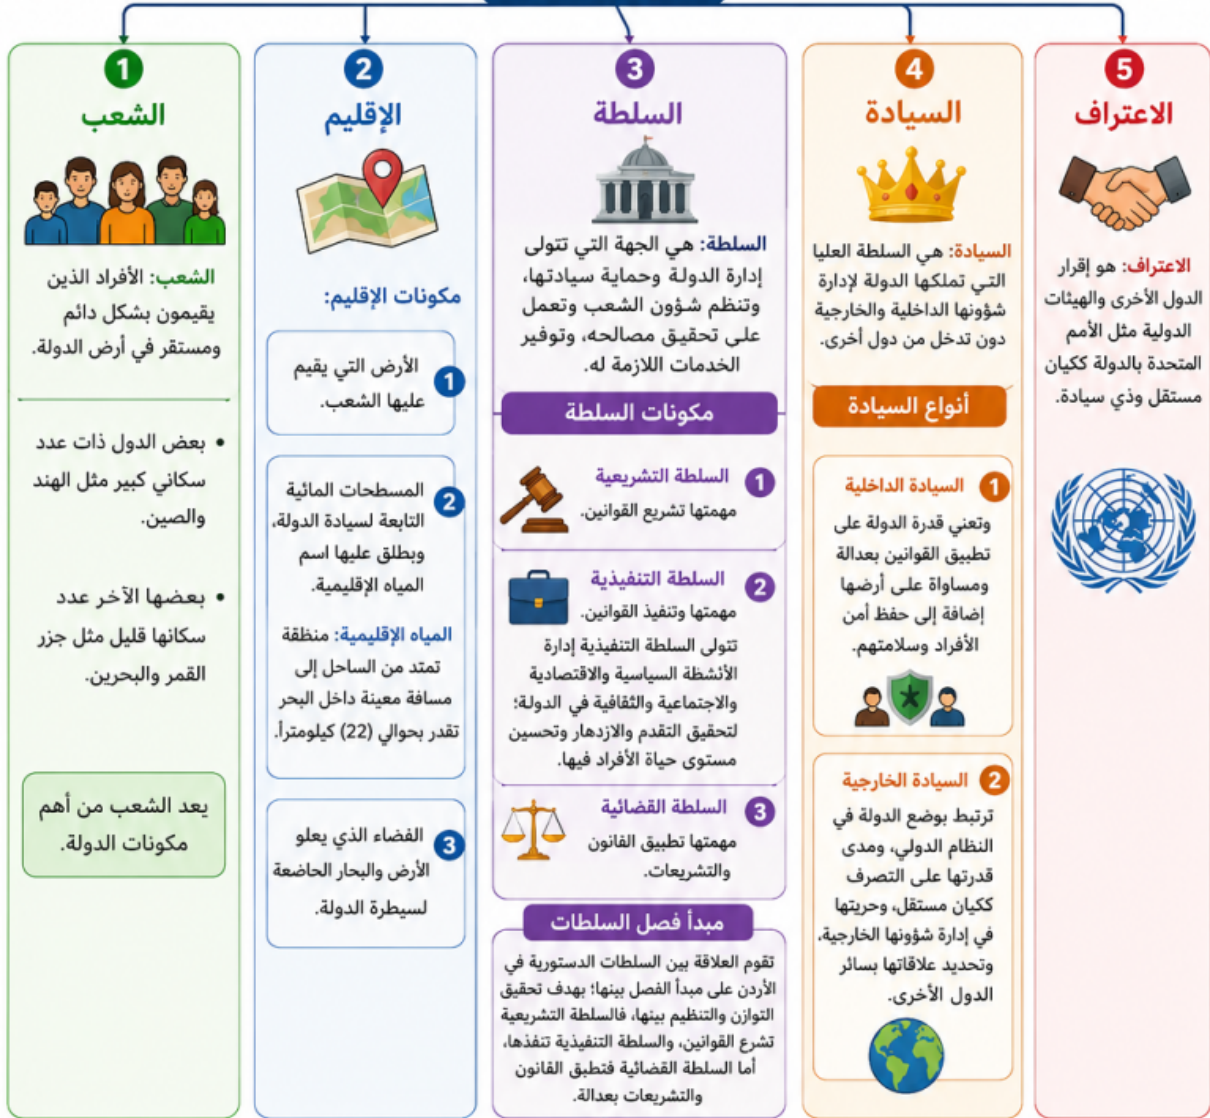 1
الشعب
الشعب: الأفراد الذين
يقيمون بشكل دائم
ومستقر في أرض الدولة.
• بعض الدول ذات عدد
سكاني كبير مثل الهند
والصين.
• بعضها الآخر عدد
سكانها قليل مثل جزر
القمر والبحرين.
يعد الشعب من أهم
مكونات الدولة.
2
الإقليم
مكونات الإقليم:
1
الأرض التي يقيم
عليها الشعب.
2
المسطحات المائية
التابعة لسيادة الدولة،
ويطلق عليها اسم
المياه الإقليمية.
المياه الإقليمية: منظقة
تمتد من الساحل إلى
مسافة معينة داخل البحر
تقدر بحوالي (22) كيلومتراً.
3
الفضاء الذي يعلو
الأرض والبحار الحاضعة
لسيطرة الدولة.
3
السلطة
السلطة: هي الجهة التي تتولى
إدارة الدولة وحماية سيادتها،
وتنظم شؤون الشعب وتعمل
على تحقيق مصالحه، وتوفير
الخدمات اللازمة له.
مكونات السلطة
1 السلطة التشريعية
مهمتها تشريع القوانين.
2 السلطة التنفيذية
مهمتها وتنفيذ القوانين.
تتولى السلطة التنفيذية إدارة
الأنشظة السياسية والاقتصادية
والاجتماعية والثقافية في الدولة؛
لتحقيق التقدم والازدهار وتحسين
مستوى حياة الأفراد فيها.
3 السلطة القضائية
مهمتها تطبيق القانون
والتشريعات.
مبدأ فصل السلطات
تقوم العلاقة بين السلطات الدستورية في
الأردن على مبدأ الفصل بينها؛ بهدف تحقيق
التوازن والتنظيم بينها، فالسلطة التشريعية
تشرع القوانين، والسلطة التنفيذية تنفذها،
أما السلطة القضائية فتطبق القانون
والتشريعات بعدالة.
4
السيادة
السيادة: هي السلطة العليا
التي تملكها الدولة لإدارة
شؤونها الداخلية والخارجية
دون تدخل من دول أخرى.
أنواع السيادة
1 السيادة الداخلية
وتعني قدرة الدولة على
تطبيق القوانين بعدالة
ومساواة على أرضها
إضافة إلى حفظ أمن
الأفراد وسلامتهم.
2 السيادة الخارجية
ترتبط بوضع الدولة في
النظام الدولي، ومدى
قدرتها على التصرف
ككيان مستقل، وحريتها
في إدارة شؤونها الخارجية،
وتحديد علاقاتها بسائر
الدول الأخرى.
5
الاعتراف
الاعتراف: هو إقرار
الدول الأخرى والهيئات
الدولية مثل الأمم
المتحدة بالدولة ككيان
مستقل وذي سيادة.